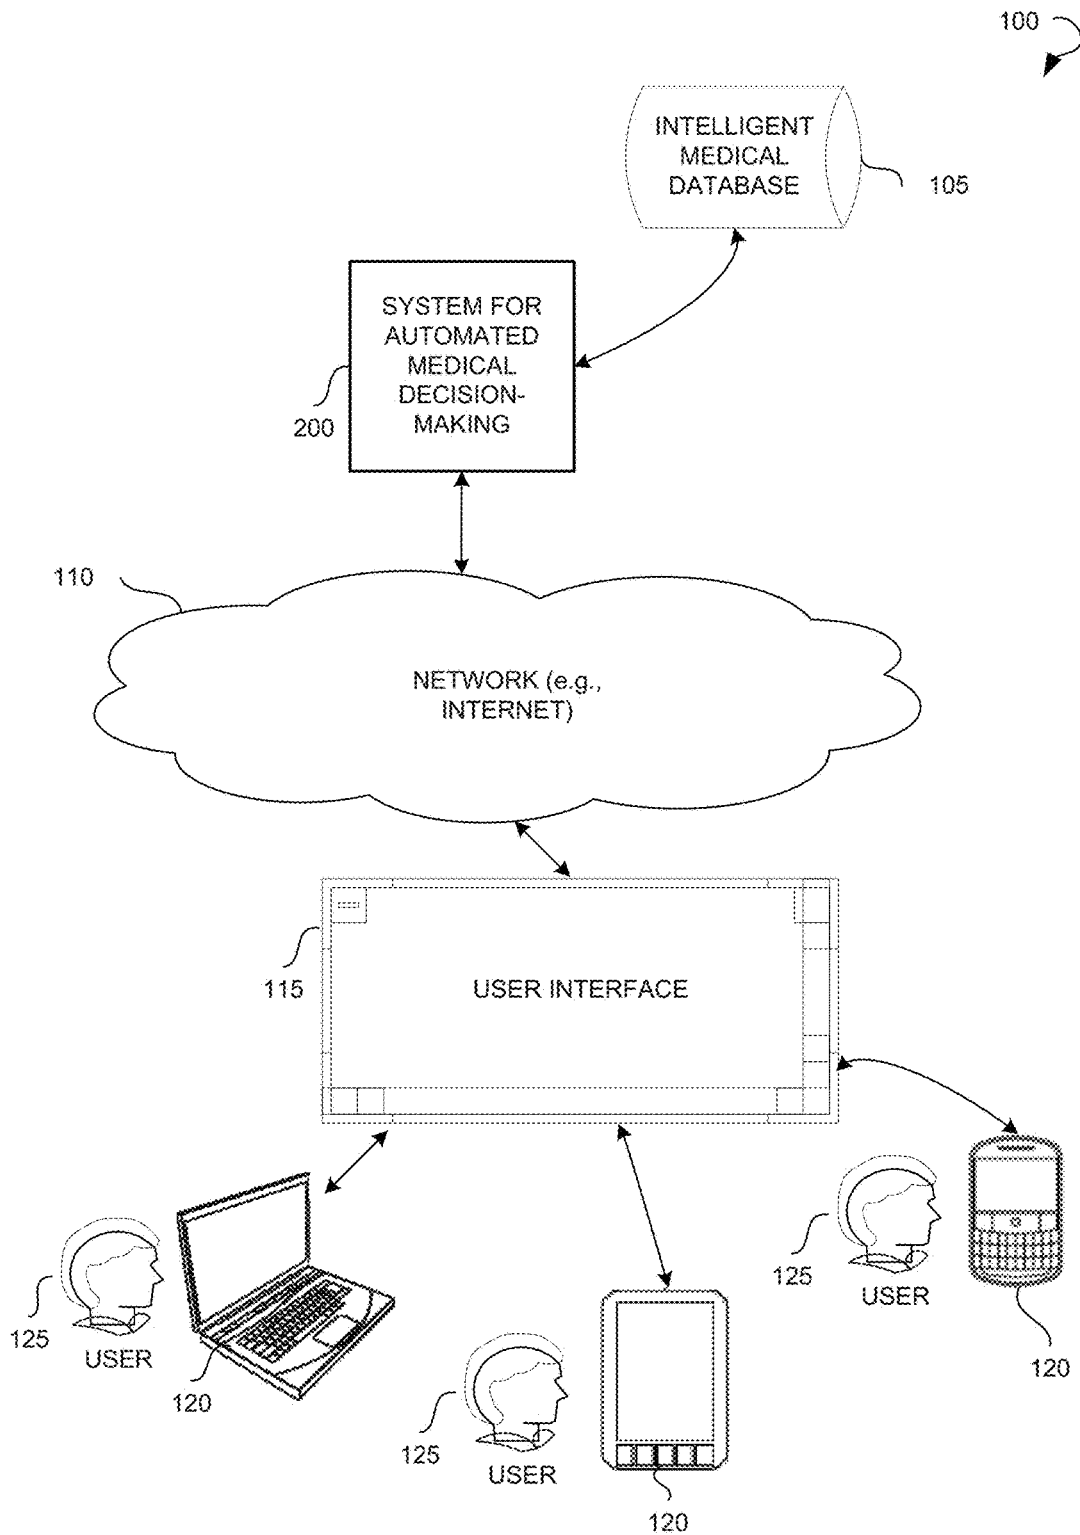 100
INTELLIGENT
MEDICAL
DATABASE
105
SYSTEM FOR
AUTOMATED
MEDICAL
DECISION-
MAKING
200
110
NETWORK (e.g.,
INTERNET)
115
USER INTERFACE
125
USER
120
125
USER
120
125
USER
120